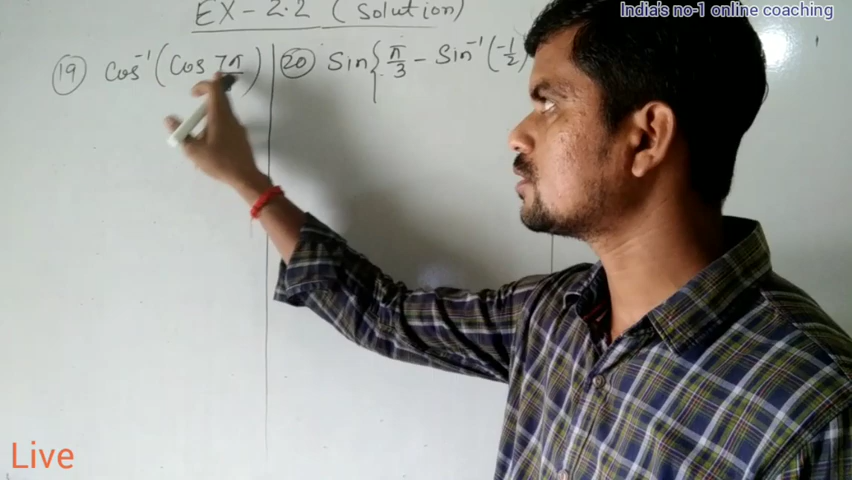 EX - 2.2 (Solution)
India's no-1 online coaching
19 Cos⁻¹(Cos 7π
20 Sin{π/3 - Sin⁻¹(-1/2)
Live